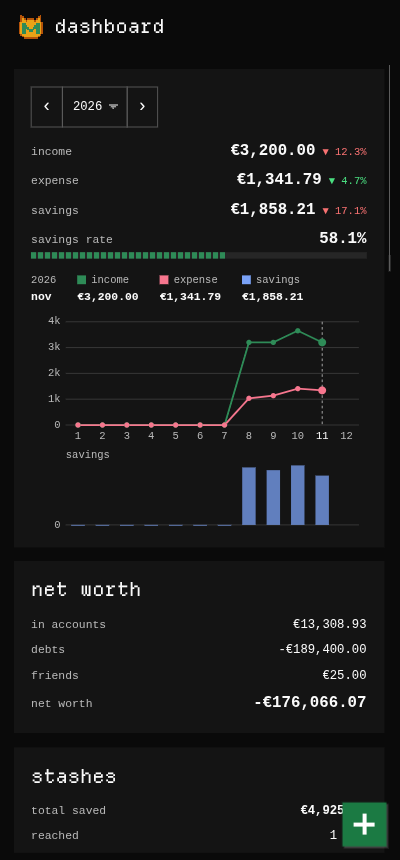 dashboard
‹ 2026 ›
income €3,200.00 ▼ 12.3%
expense €1,341.79 ▼ 4.7%
savings €1,858.21 ▼ 17.1%
savings rate 58.1%
2026 income expense savings
nov €3,200.00 €1,341.79 €1,858.21
4k
3k
2k
1k
0
1 2 3 4 5 6 7 8 9 10 11 12
savings
0
net worth
in accounts €13,308.93
debts -€189,400.00
friends €25.00
net worth -€176,066.07
stashes
total saved €4,925
reached 1